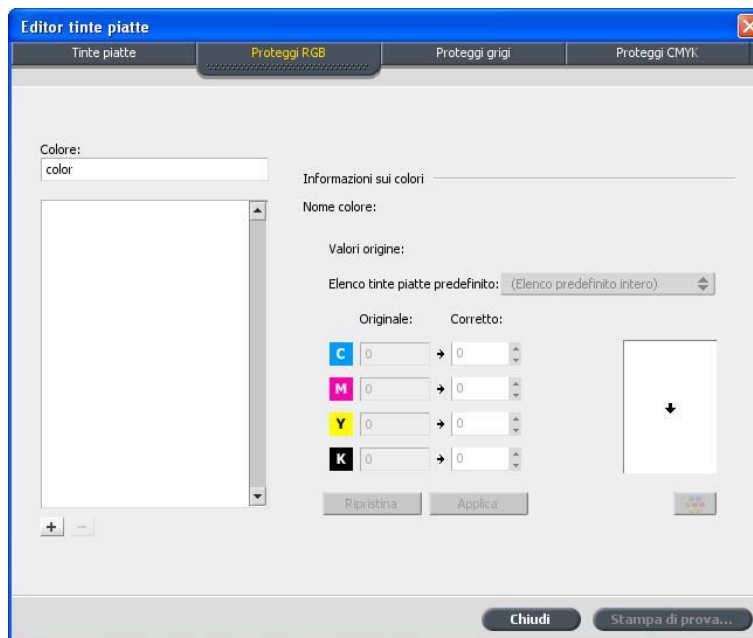 Editor tinte piatte
Tinte piatte
Proteggi RGB
Proteggi grigi
Proteggi CMYK
Colore:
color
Informazioni sui colori
Nome colore:
Valori origine:
Elenco tinte piatte predefinito: (Elenco predefinito intero)
Originale: Corretto:
C 0 0
M 0 0
Y 0 0
K 0 0
Ripristina Applica
Chiudi Stampa di prova...